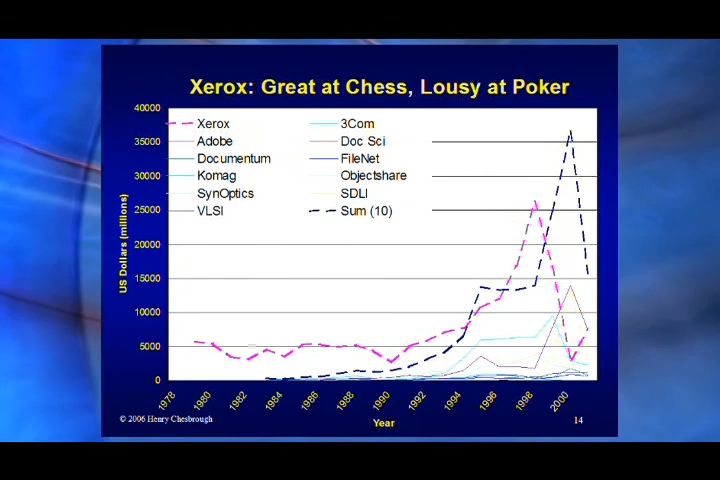 Xerox: Great at Chess, Lousy at Poker
40000
35000
30000
25000
20000
15000
10000
5000
0
US Dollars (millions)
Xerox
3Com
Adobe
Doc Sci
Documentum
FileNet
Komag
Objectshare
SynOptics
SDLI
VLSI
Sum (10)
1978
1980
1982
1984
1986
1988
1990
1992
1994
1996
1998
2000
Year
© 2006 Henry Chesbrough
14